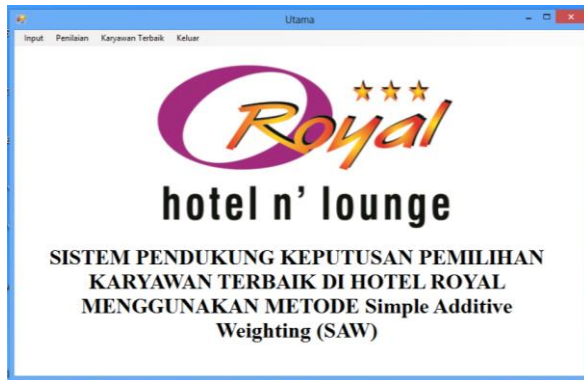 Utama
Input Penilaian Karyawan Terbaik Keluar
Royal
hotel n' lounge
SISTEM PENDUKUNG KEPUTUSAN PEMILIHAN
KARYAWAN TERBAIK DI HOTEL ROYAL
MENGGUNAKAN METODE Simple Additive
Weighting (SAW)